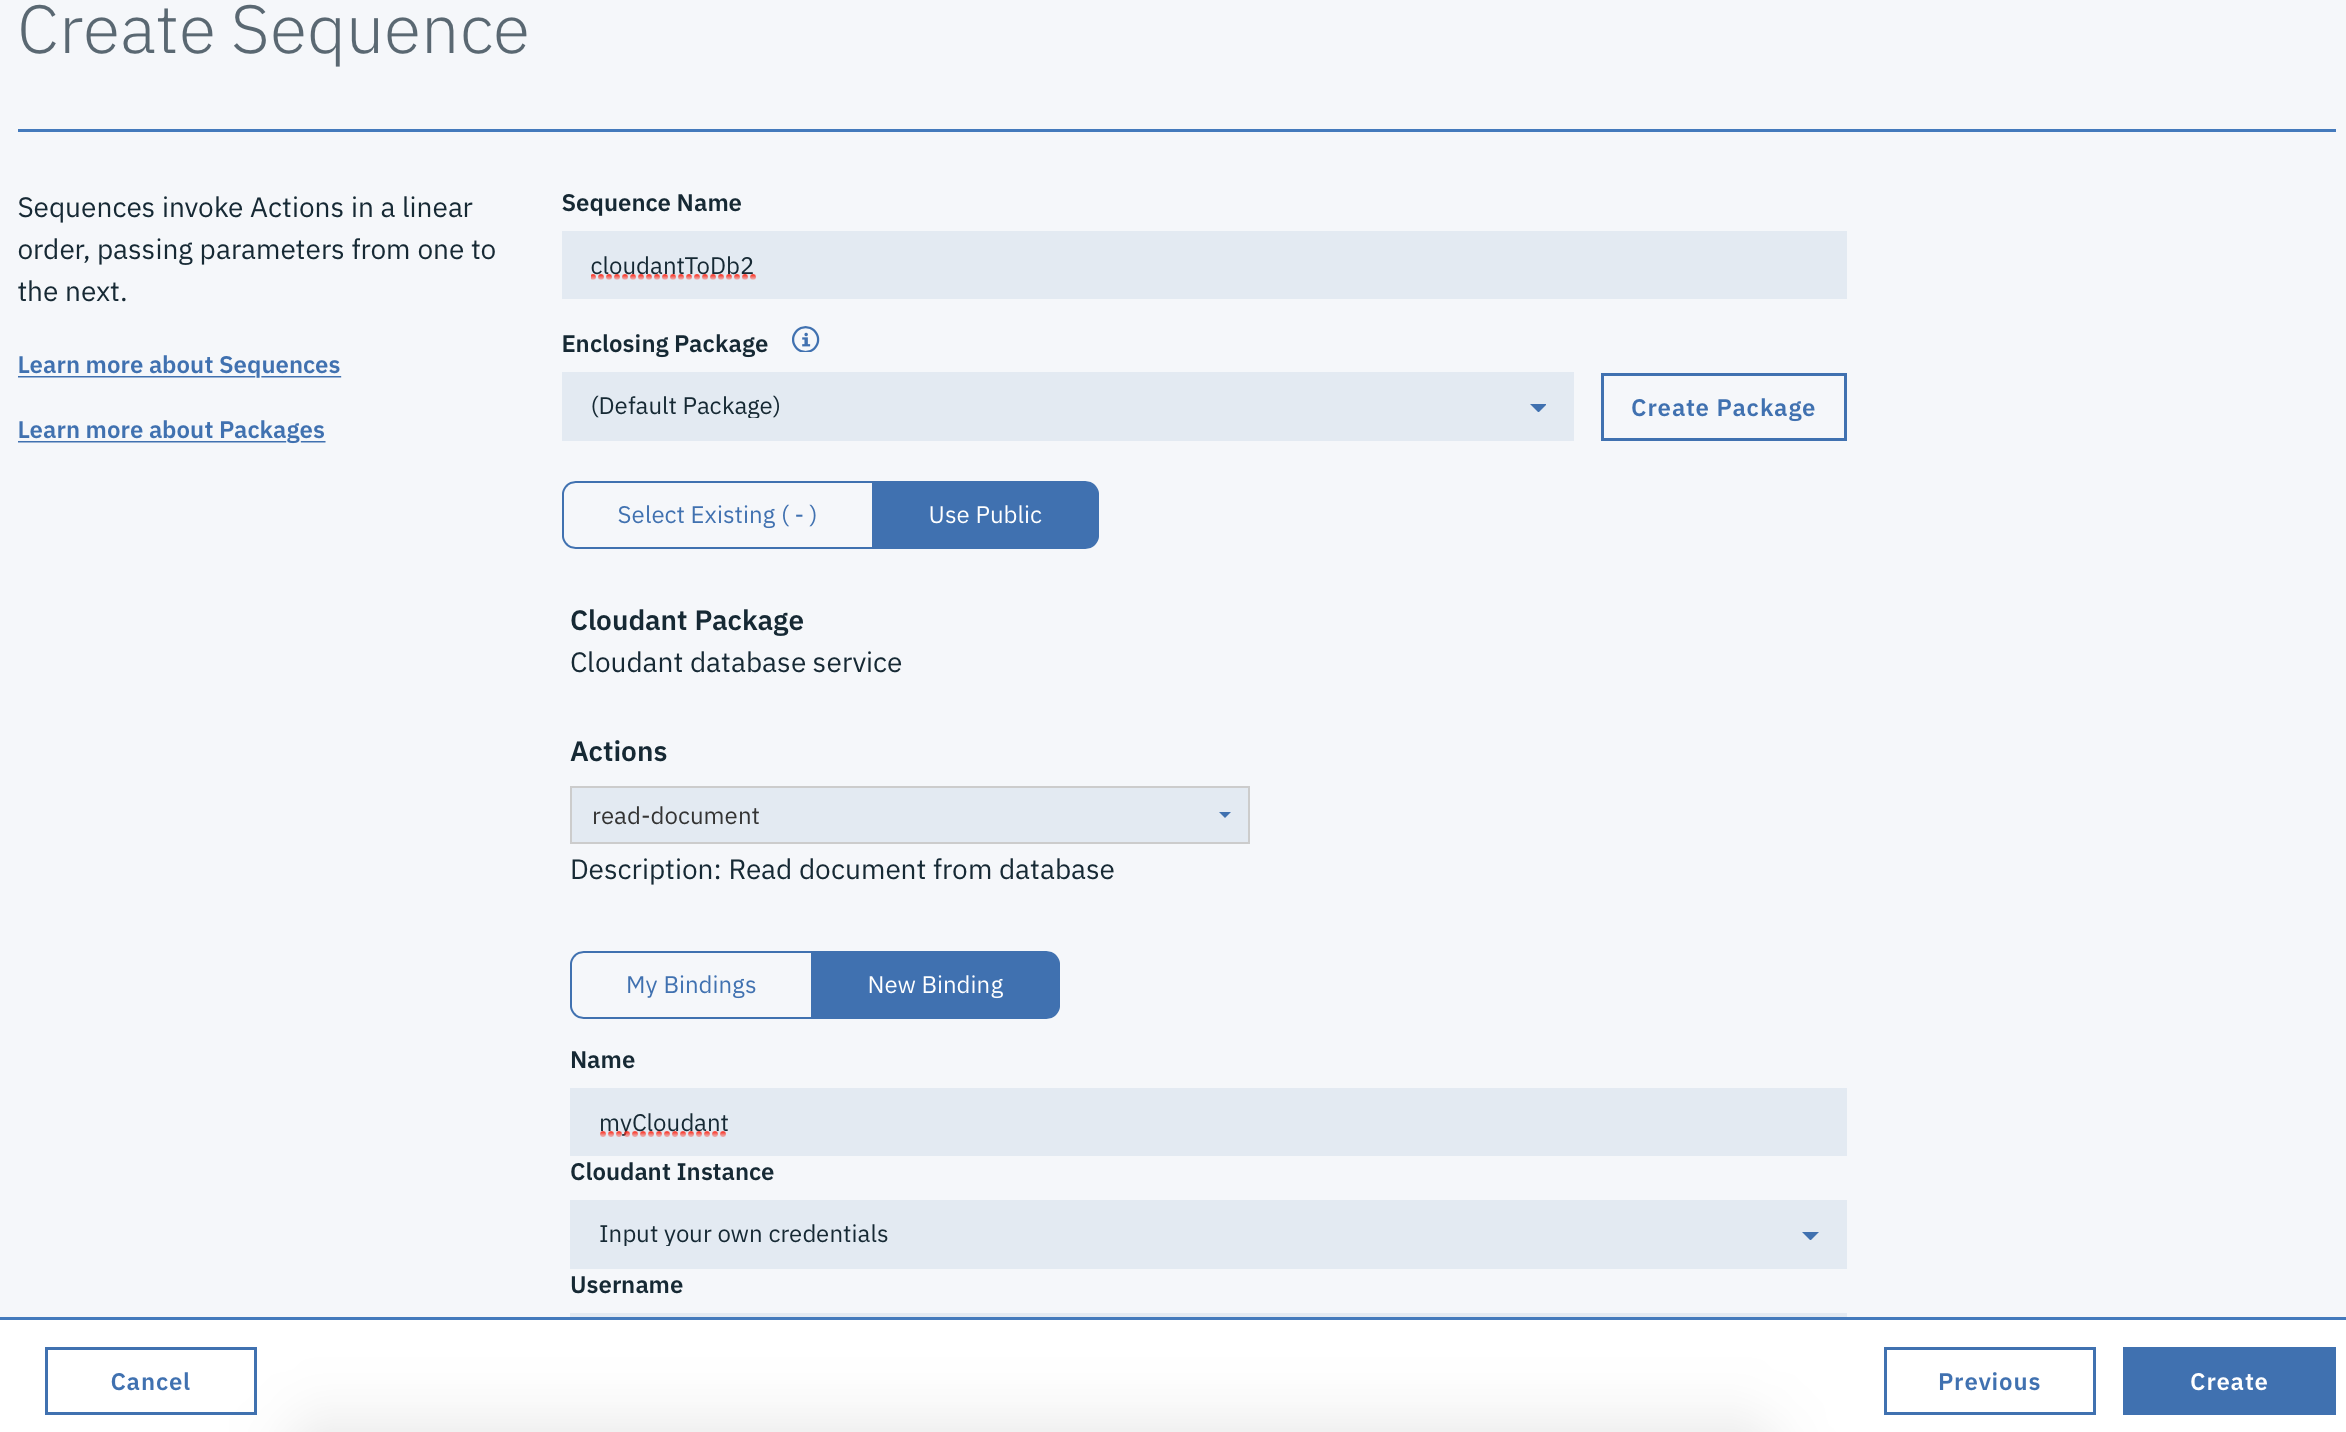 Create Sequence
Sequences invoke Actions in a linear
order, passing parameters from one to
the next.
Learn more about Sequences
Learn more about Packages
Sequence Name
cloudantToDb2
Enclosing Package
(Default Package)
Create Package
Select Existing ( - )
Use Public
Cloudant Package
Cloudant database service
Actions
read-document
Description: Read document from database
My Bindings
New Binding
Name
myCloudant
Cloudant Instance
Input your own credentials
Username
Cancel
Previous
Create